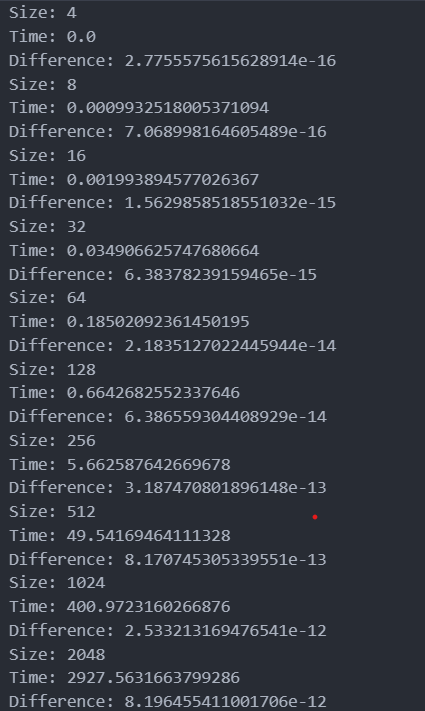 Size: 4
Time: 0.0
Difference: 2.7755575615628914e-16
Size: 8
Time: 0.0009932518005371094
Difference: 7.068998164605489e-16
Size: 16
Time: 0.001993894577026367
Difference: 1.5629858518551032e-15
Size: 32
Time: 0.034906625747680664
Difference: 6.38378239159465e-15
Size: 64
Time: 0.18502092361450195
Difference: 2.1835127022445944e-14
Size: 128
Time: 0.6642682552337646
Difference: 6.386559304408929e-14
Size: 256
Time: 5.662587642669678
Difference: 3.187470801896148e-13
Size: 512
Time: 49.54169464111328
Difference: 8.170745305339551e-13
Size: 1024
Time: 400.9723160266876
Difference: 2.533213169476541e-12
Size: 2048
Time: 2927.5631663799286
Difference: 8.196455411001706e-12